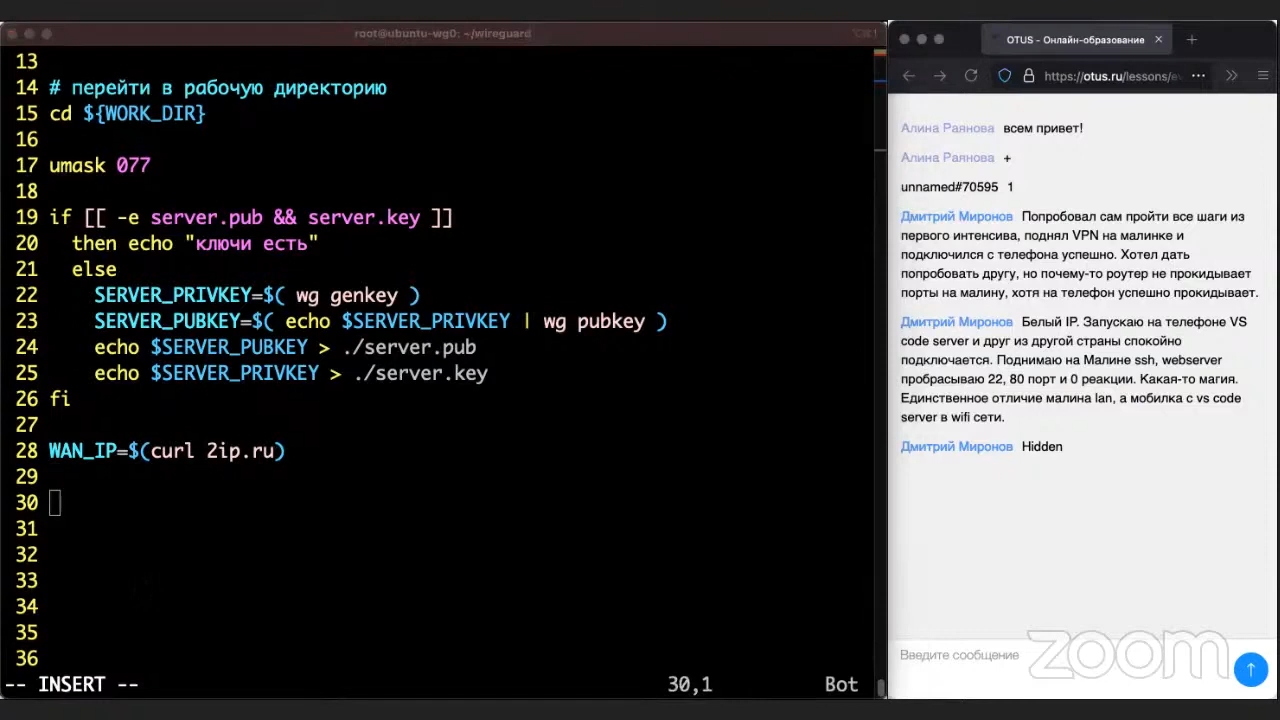 root@ubuntu-wg0: ~/wireguard
13
14 # перейти в рабочую директорию
15 cd ${WORK_DIR}
16
17 umask 077
18
19 if [[ -e server.pub && server.key ]]
20   then echo "ключи есть"
21   else
22     SERVER_PRIVKEY=$( wg genkey )
23     SERVER_PUBKEY=$( echo $SERVER_PRIVKEY | wg pubkey )
24     echo $SERVER_PUBKEY > ./server.pub
25     echo $SERVER_PRIVKEY > ./server.key
26 fi
27
28 WAN_IP=$(curl 2ip.ru)
29
30
31
32
33
34
35
36
-- INSERT -- 30,1 Bot
OTUS - Онлайн-образование
https://otus.ru/lessons/ev
Алина Раянова всем привет!
Алина Раянова +
unnamed#70595 1
Дмитрий Миронов Попробовал сам пройти все шаги из
первого интенсива, поднял VPN на малинке и
подключился с телефона успешно. Хотел дать
попробовать другу, но почему-то роутер не прокидывает
порты на малину, хотя на телефон успешно прокидывает.
Дмитрий Миронов Белый IP. Запускаю на телефоне VS
code server и друг из другой страны спокойно
подключается. Поднимаю на Малине ssh, webserver
пробрасываю 22, 80 порт и 0 реакции. Какая-то магия.
Единственное отличие малина lan, а мобилка с vs code
server в wifi сети.
Дмитрий Миронов Hidden
Введите сообщение
zoom